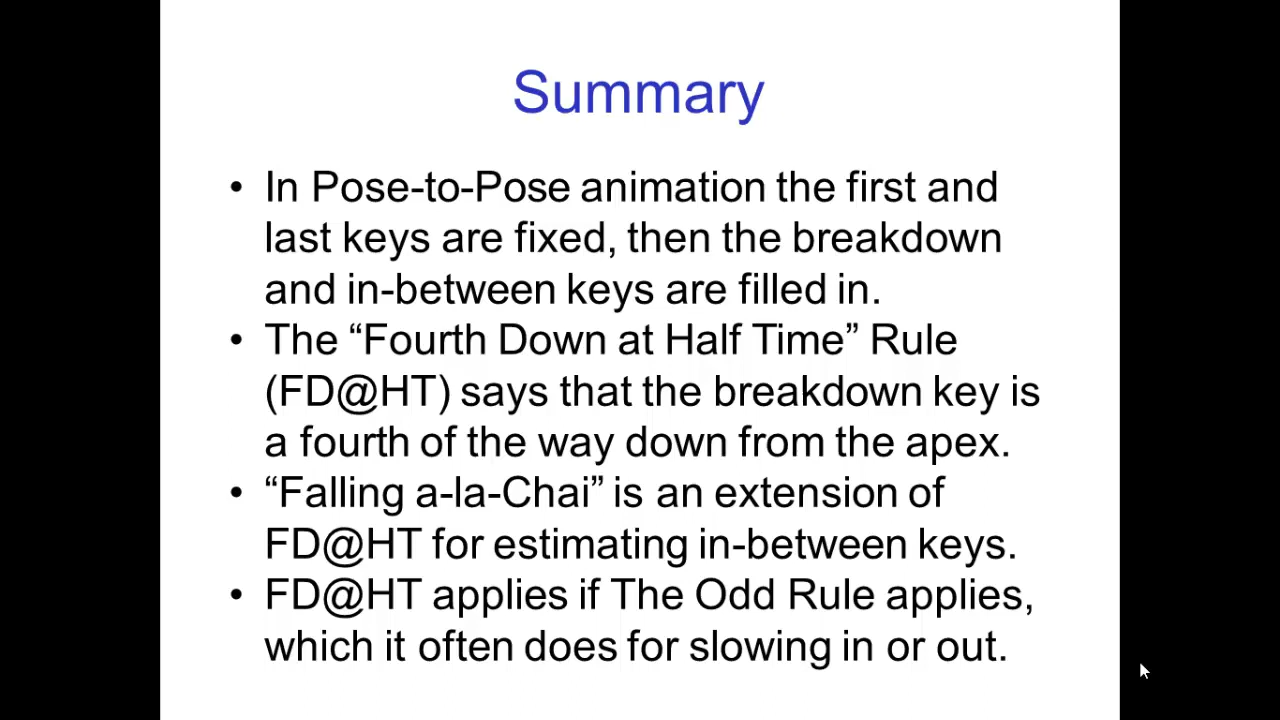 Summary
• In Pose-to-Pose animation the first and
last keys are fixed, then the breakdown
and in-between keys are filled in.
• The “Fourth Down at Half Time” Rule
(FD@HT) says that the breakdown key is
a fourth of the way down from the apex.
• “Falling a-la-Chai” is an extension of
FD@HT for estimating in-between keys.
• FD@HT applies if The Odd Rule applies,
which it often does for slowing in or out.